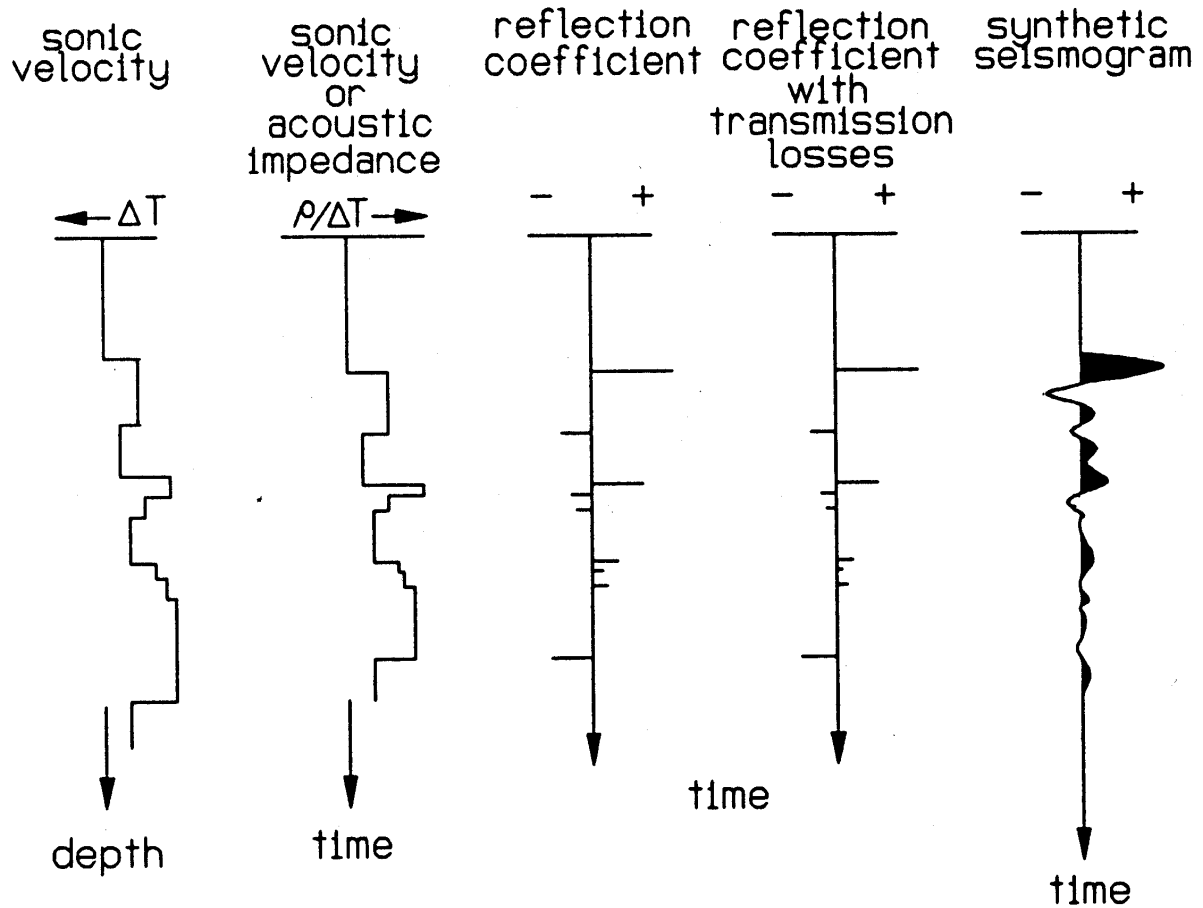 sonic
velocity
sonic
velocity
or
acoustic
impedance
reflection
coefficient
reflection
coefficient
with
transmission
losses
synthetic
seismogram
← ΔT
ρ/ΔT →
- +
- +
- +
depth
time
time
time